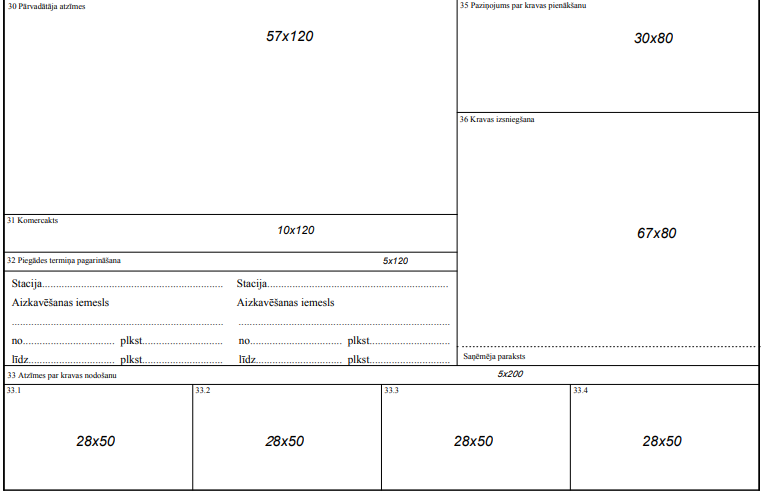 30 Pārvadātāja atzīmes
57x120
35 Paziņojums par kravas pienākšanu
30x80
36 Kravas izsniegšana
67x80
31 Komercakts
10x120
32 Piegādes termiņa pagarināšana
5x120
Stacija.................................................................. Stacija..................................................................
Aizkavēšanas iemesls Aizkavēšanas iemesls
.............................................................................. ..............................................................................
no................................. plkst............................. no................................. plkst.............................
līdz............................... plkst............................. līdz............................... plkst.............................
Saņēmēja paraksts
33 Atzīmes par kravas nodošanu
5x200
33.1 33.2 33.3 33.4
28x50 28x50 28x50 28x50